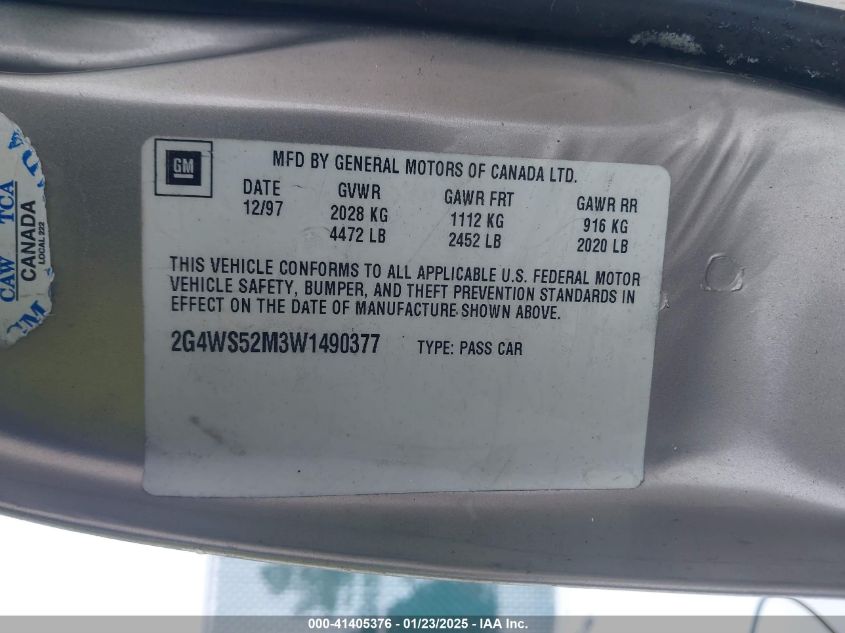 GM
MFD BY GENERAL MOTORS OF CANADA LTD.
DATE GVWR GAWR FRT GAWR RR
12/97 2028 KG 1112 KG 916 KG
4472 LB 2452 LB 2020 LB
THIS VEHICLE CONFORMS TO ALL APPLICABLE U.S. FEDERAL MOTOR
VEHICLE SAFETY, BUMPER, AND THEFT PREVENTION STANDARDS IN
EFFECT ON THE DATE OF MANUFACTURE SHOWN ABOVE.
2G4WS52M3W1490377 TYPE: PASS CAR
CAW TCA
CANADA
LOCAL 222
000-41405376 - 01/23/2025 - IAA Inc.